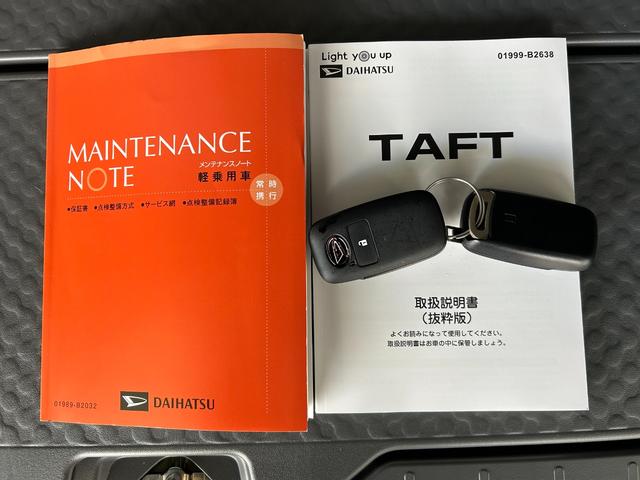 MAINTENANCE
NOTE
メンテナンスノート
軽乗用車
常時
携行
●保証書 ●点検整備方式 ●サービス網 ●点検整備記録簿
01989-B2032
DAIHATSU
Light you up
DAIHATSU
01999-B2638
TAFT
取扱説明書
（抜粋版）
よくお読みになって使用してください。
取扱説明書はお車の中に保管しましょう。